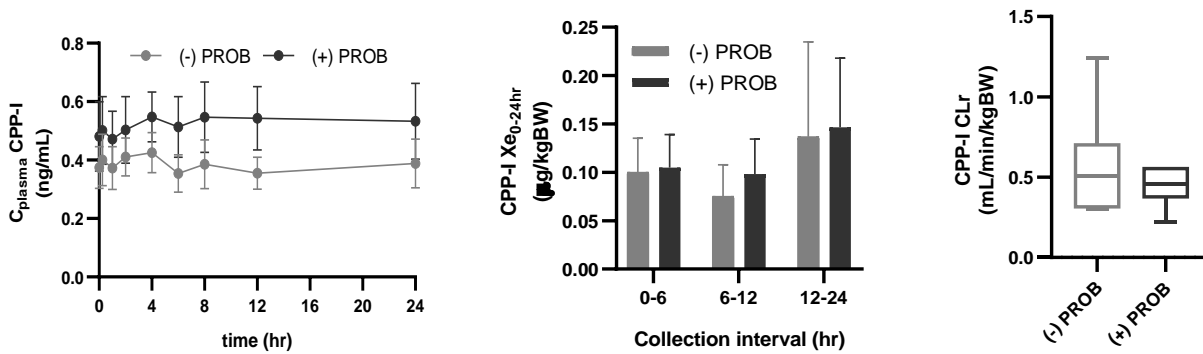 (-) PROB (+) PROB
0.8
0.6
0.4
0.2
0.0
C plasma CPP-I
(ng/mL)
0 4 8 12 16 20 24
time (hr)
(-) PROB
(+) PROB
0.25
0.20
0.15
0.10
0.05
0.00
CPP-I Xe0-24hr
g/kgBW)
0-6 6-12 12-24
Collection interval (hr)
1.5
1.0
0.5
0.0
CPP-I CLr
(mL/min/kgBW)
(-) PROB
(+) PROB